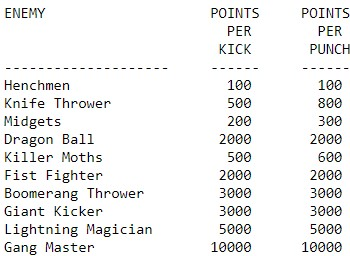 ENEMY POINTS POINTS
PER PER
KICK PUNCH
-------------------- ------ ------
Henchmen 100 100
Knife Thrower 500 800
Midgets 200 300
Dragon Ball 2000 2000
Killer Moths 500 600
Fist Fighter 2000 2000
Boomerang Thrower 3000 3000
Giant Kicker 3000 3000
Lightning Magician 5000 5000
Gang Master 10000 10000